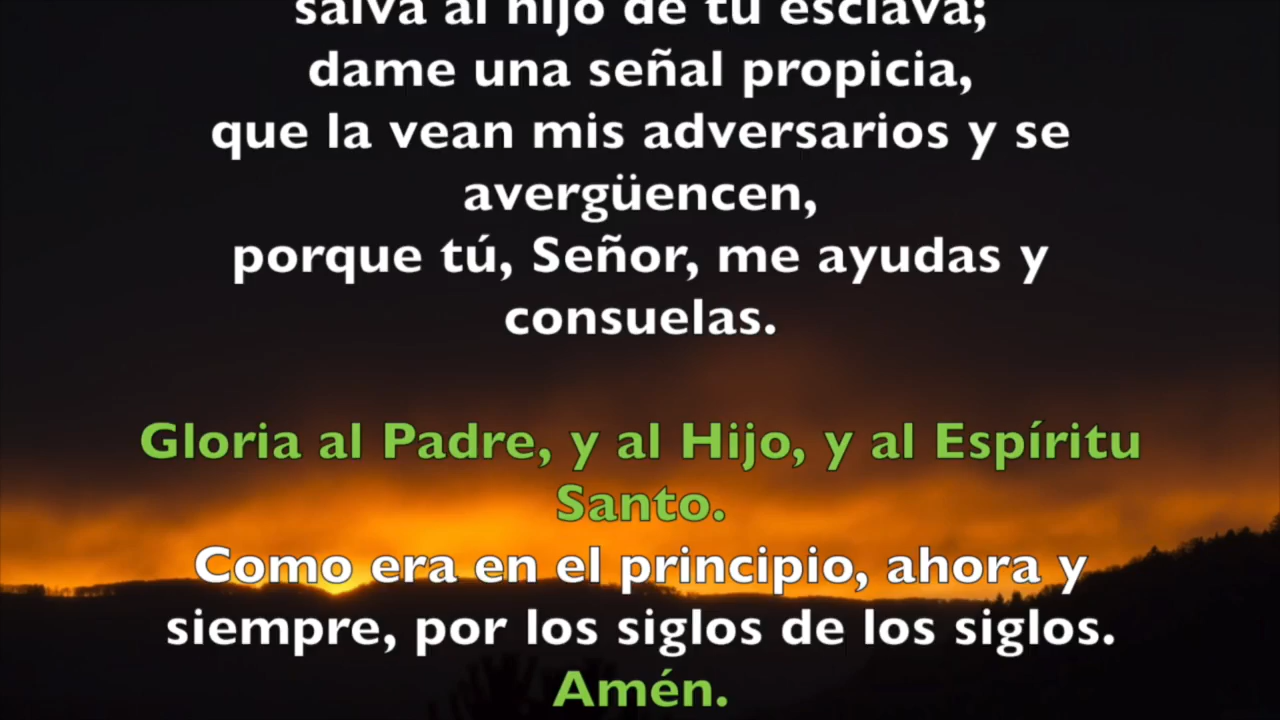 salva al hijo de tu esclava;
dame una señal propicia,
que la vean mis adversarios y se
avergüencen,
porque tú, Señor, me ayudas y
consuelas.
Gloria al Padre, y al Hijo, y al Espíritu
Santo.
Como era en el principio, ahora y
siempre, por los siglos de los siglos.
Amén.